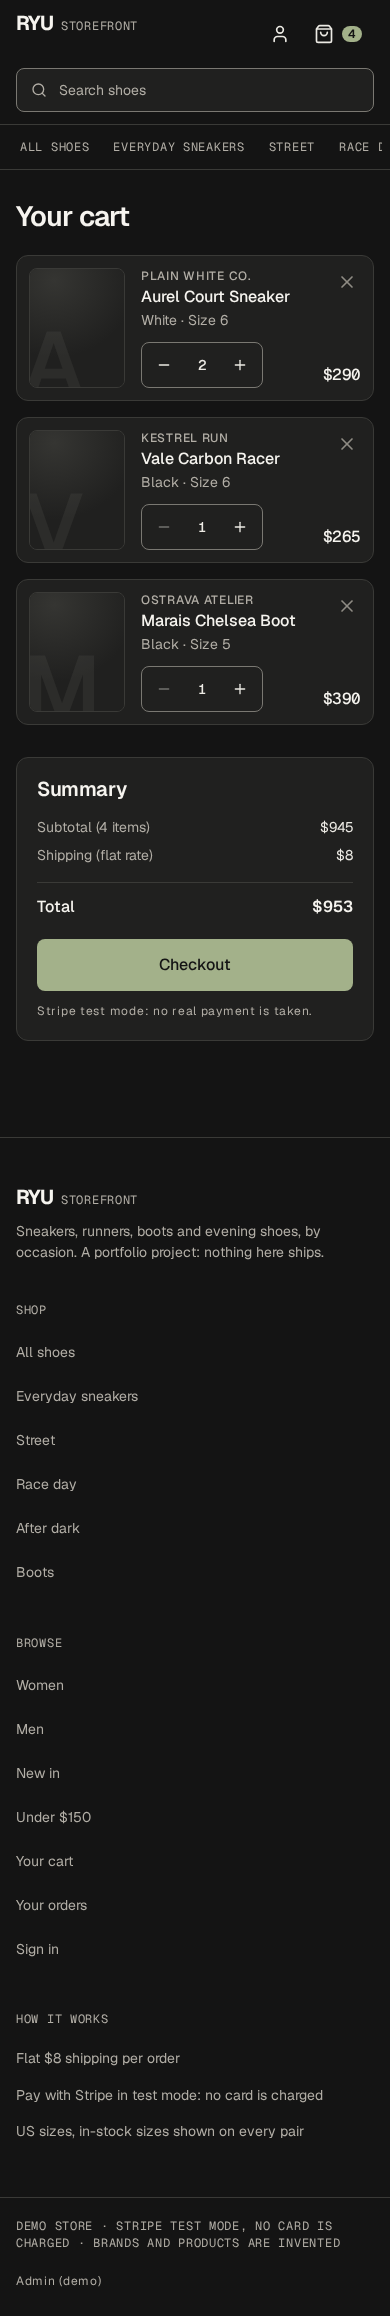 RYU STOREFRONT
4
Search shoes
ALL SHOES EVERYDAY SNEAKERS STREET RACE
Your cart
PLAIN WHITE CO.
Aurel Court Sneaker
White · Size 6
A
2
$290
KESTREL RUN
Vale Carbon Racer
Black · Size 6
V
1
$265
OSTRAVA ATELIER
Marais Chelsea Boot
Black · Size 5
M
1
$390
Summary
Subtotal (4 items) $945
Shipping (flat rate) $8
Total $953
Checkout
Stripe test mode: no real payment is taken.
RYU STOREFRONT
Sneakers, runners, boots and evening shoes, by
occasion. A portfolio project: nothing here ships.
SHOP
All shoes
Everyday sneakers
Street
Race day
After dark
Boots
BROWSE
Women
Men
New in
Under $150
Your cart
Your orders
Sign in
HOW IT WORKS
Flat $8 shipping per order
Pay with Stripe in test mode: no card is charged
US sizes, in-stock sizes shown on every pair
DEMO STORE · STRIPE TEST MODE, NO CARD IS
CHARGED · BRANDS AND PRODUCTS ARE INVENTED
Admin (demo)